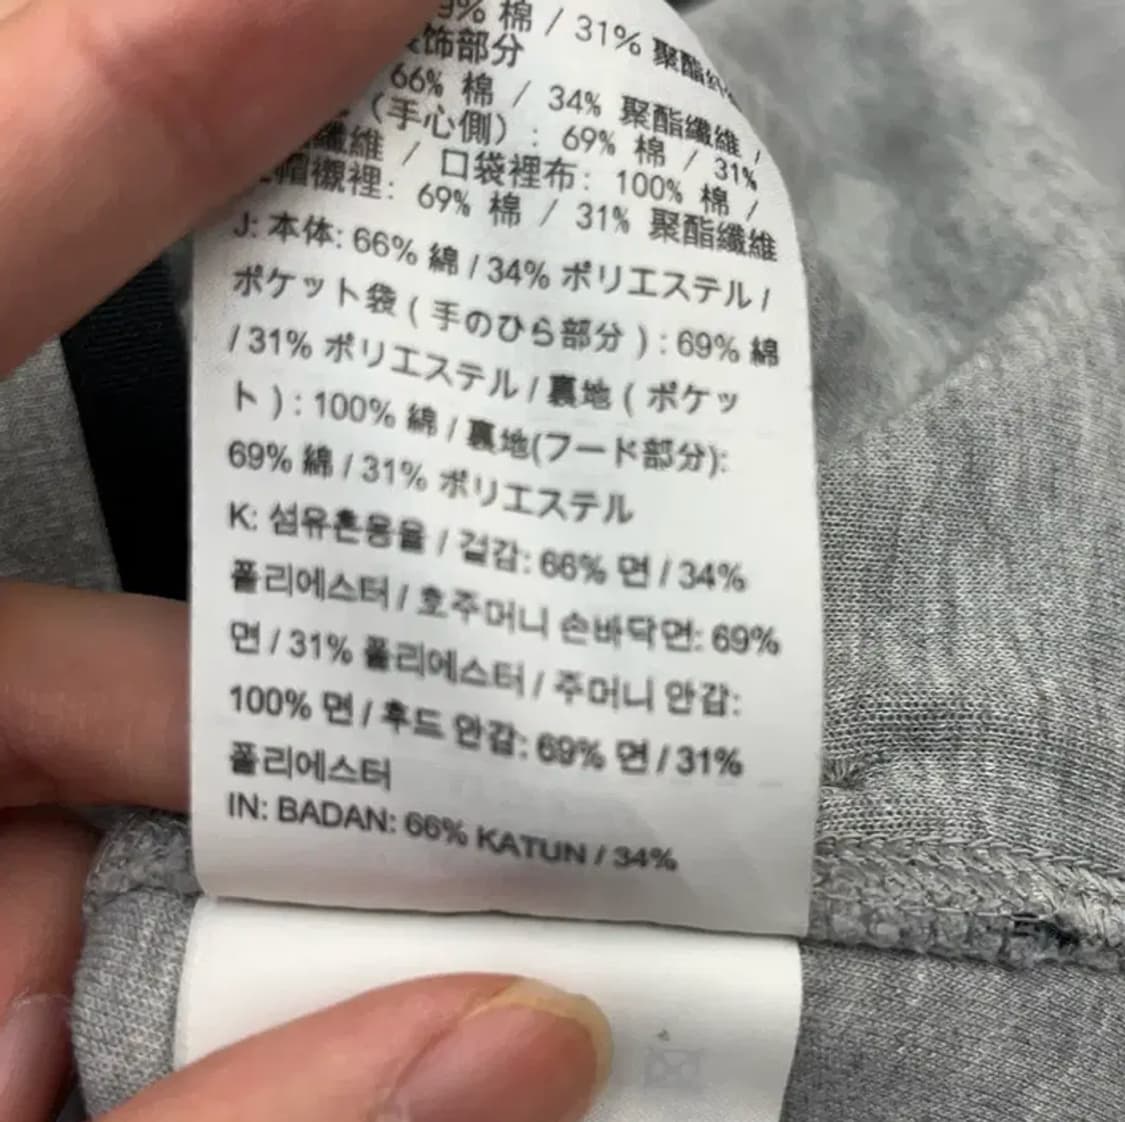 9% 棉 / 31% 聚酯纤
饰部分
66% 棉 / 34% 聚酯纖維 /
（手心側）: 69% 棉 / 31%
纖維 / 口袋裡布: 100% 棉 /
帽襯裡: 69% 棉 / 31% 聚酯纖維
J: 本体: 66% 綿 / 34% ポリエステル /
ポケット袋 ( 手のひら部分 ) : 69% 綿
/ 31% ポリエステル / 裏地 ( ポケッ
ト ) : 100% 綿 / 裏地(フード部分):
69% 綿 / 31% ポリエステル
K: 섬유혼용율 / 겉감: 66% 면 / 34%
폴리에스터 / 호주머니 손바닥면: 69%
면 / 31% 폴리에스터 / 주머니 안감:
100% 면 / 후드 안감: 69% 면 / 31%
폴리에스터
IN: BADAN: 66% KATUN / 34%